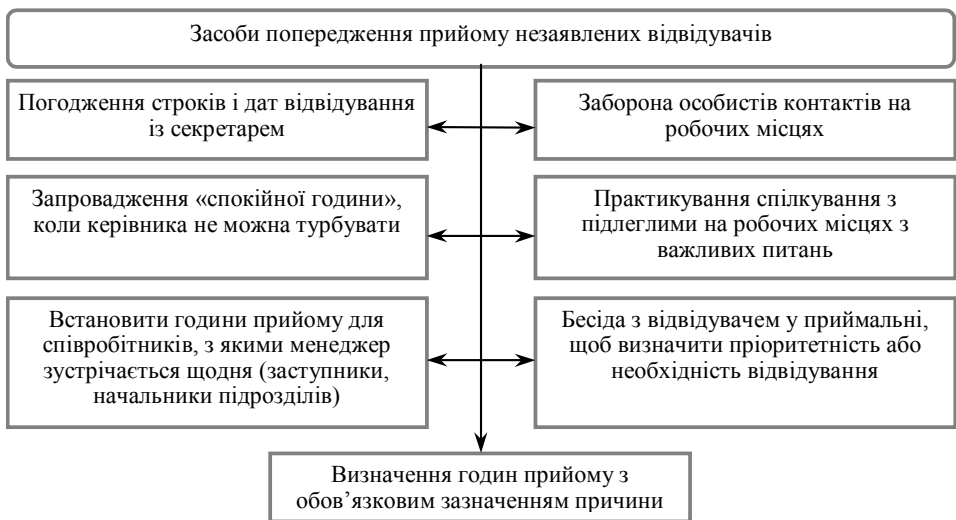 Засоби попередження прийому незаявлених відвідувачів
Погодження строків і дат відвідування
із секретарем
Заборона особистів контактів на
робочих місцях
Запровадження «спокійної години»,
коли керівника не можна турбувати
Практикування спілкування з
підлеглими на робочих місцях з
важливих питань
Встановити години прийому для
співробітників, з якими менеджер
зустрічається щодня (заступники,
начальники підрозділів)
Бесіда з відвідувачем у приймальні,
щоб визначити пріоритетність або
необхідність відвідування
Визначення годин прийому з
обов’язковим зазначенням причини